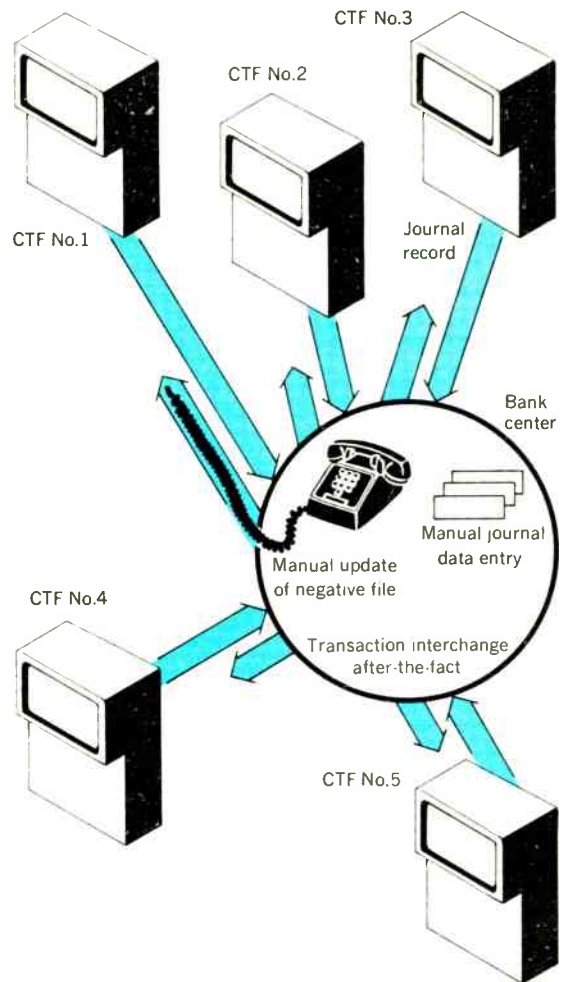 CTF No.3
CTF No.2
CTF No.1
Journal
record
Bank
center
Manual journal
data entry
Manual update
of negative file
CTF No.4
Transaction interchange
after-the-fact
CTF No.5